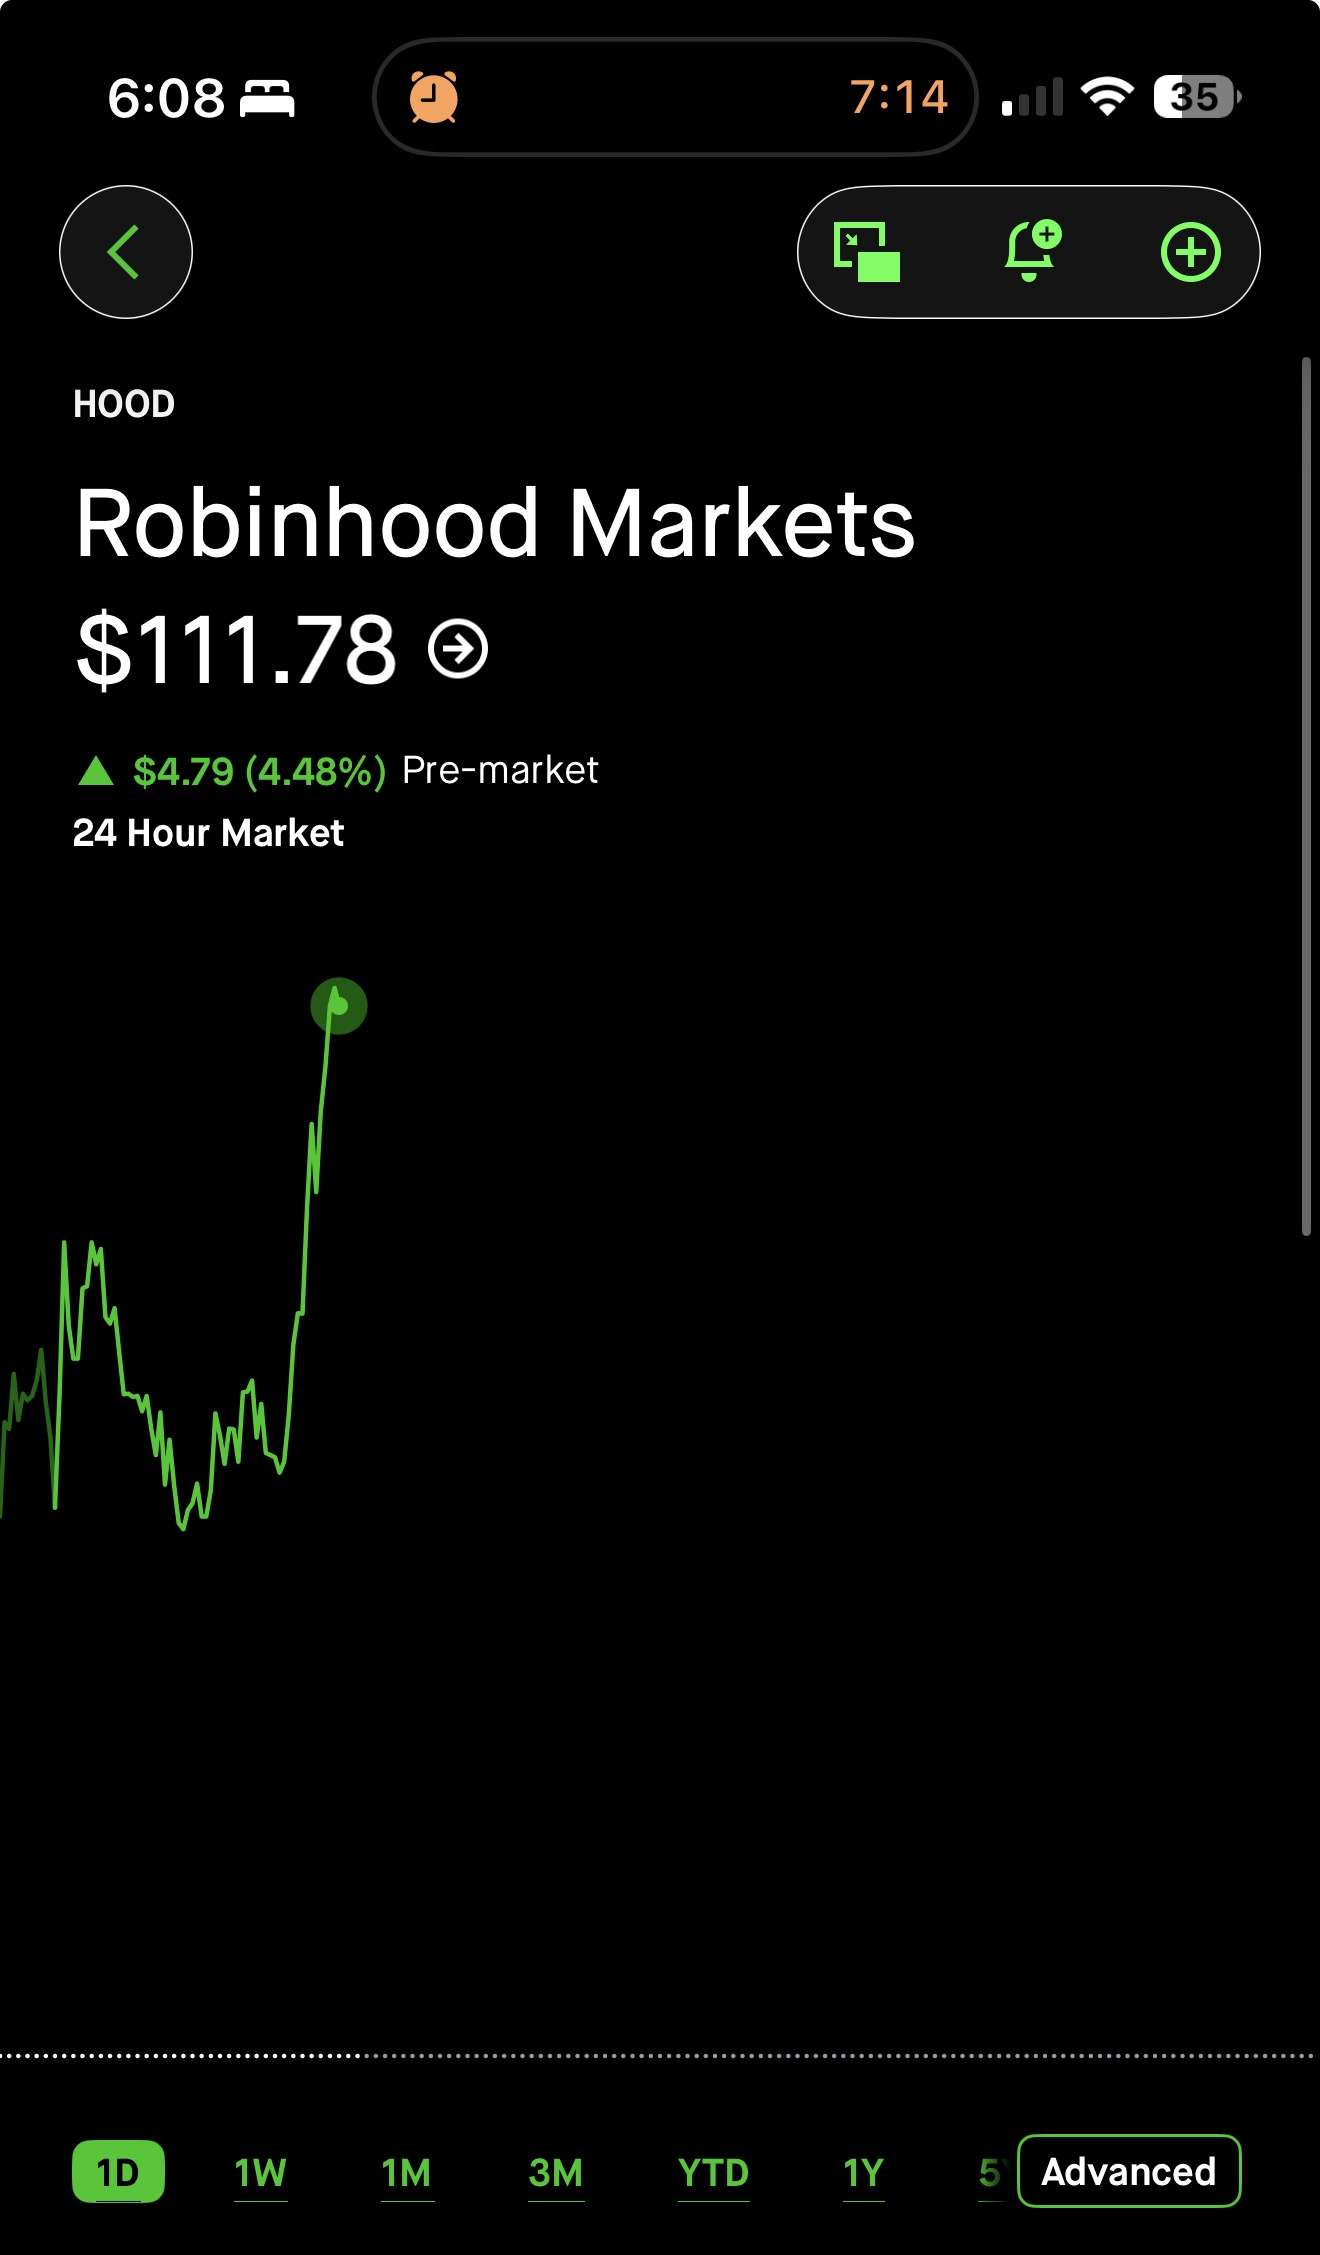 6:08 7:14 35
HOOD
Robinhood Markets
$111.78
$4.79 (4.48%) Pre-market
24 Hour Market
1D 1W 1M 3M YTD 1Y 5 Advanced